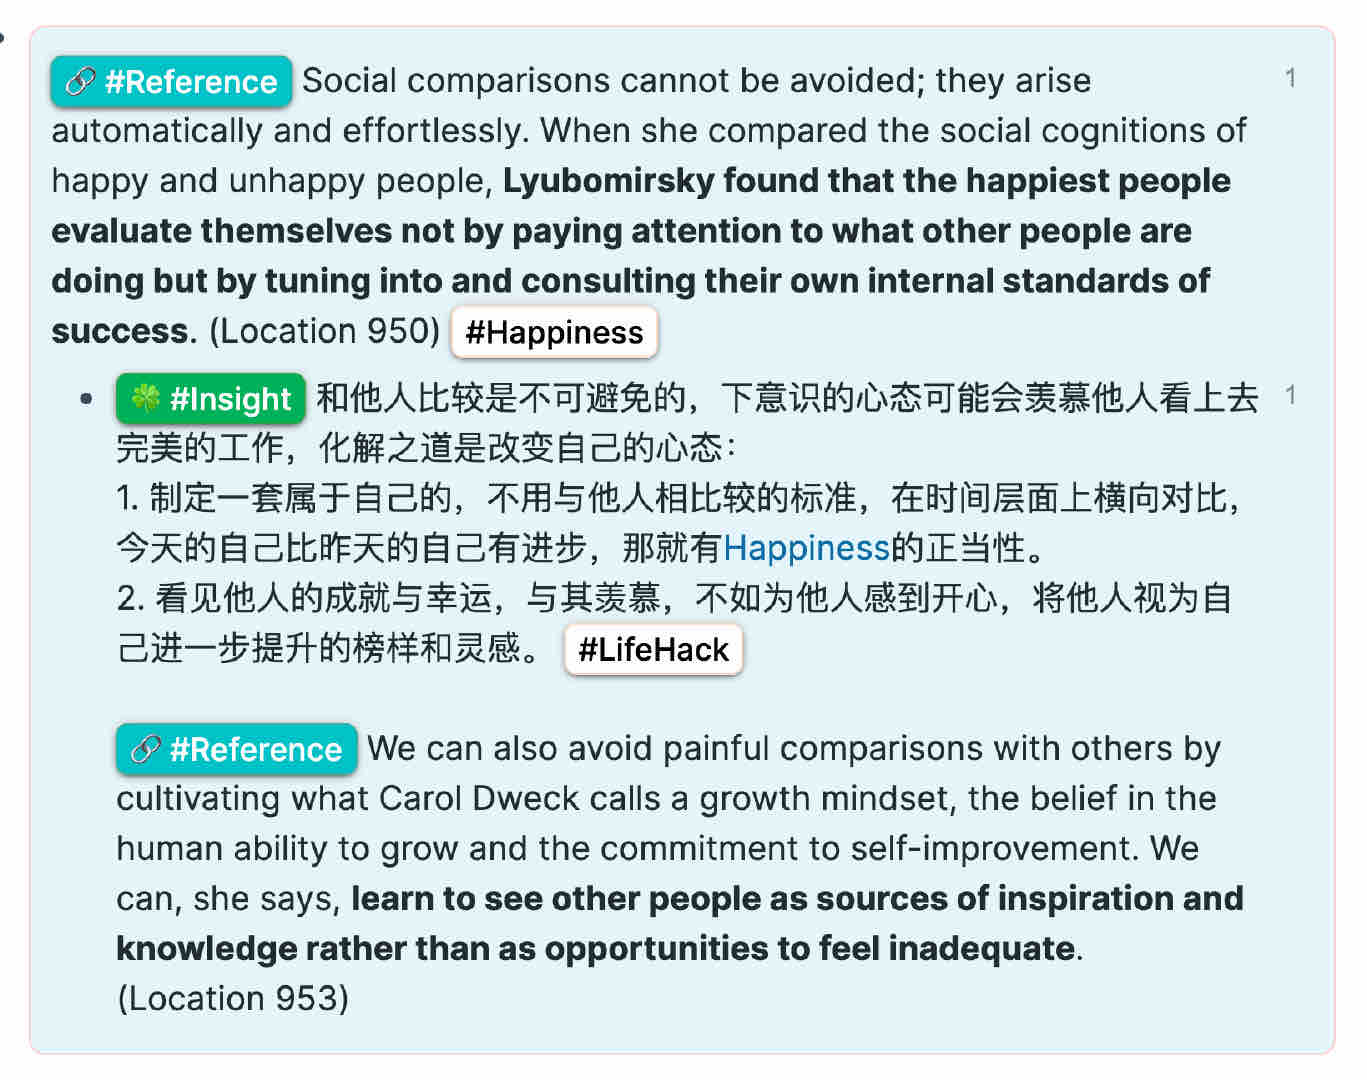 🔗 #Reference Social comparisons cannot be avoided; they arise 1
automatically and effortlessly. When she compared the social cognitions of
happy and unhappy people, Lyubomirsky found that the happiest people
evaluate themselves not by paying attention to what other people are
doing but by tuning into and consulting their own internal standards of
success. (Location 950) #Happiness
• 🍀 #Insight 和他人比较是不可避免的，下意识的心态可能会羡慕他人看上去 1
完美的工作，化解之道是改变自己的心态：
1. 制定一套属于自己的，不用与他人相比较的标准，在时间层面上横向对比，
今天的自己比昨天的自己有进步，那就有Happiness的正当性。
2. 看见他人的成就与幸运，与其羡慕，不如为他人感到开心，将他人视为自
己进一步提升的榜样和灵感。 #LifeHack
🔗 #Reference We can also avoid painful comparisons with others by
cultivating what Carol Dweck calls a growth mindset, the belief in the
human ability to grow and the commitment to self-improvement. We
can, she says, learn to see other people as sources of inspiration and
knowledge rather than as opportunities to feel inadequate.
(Location 953)